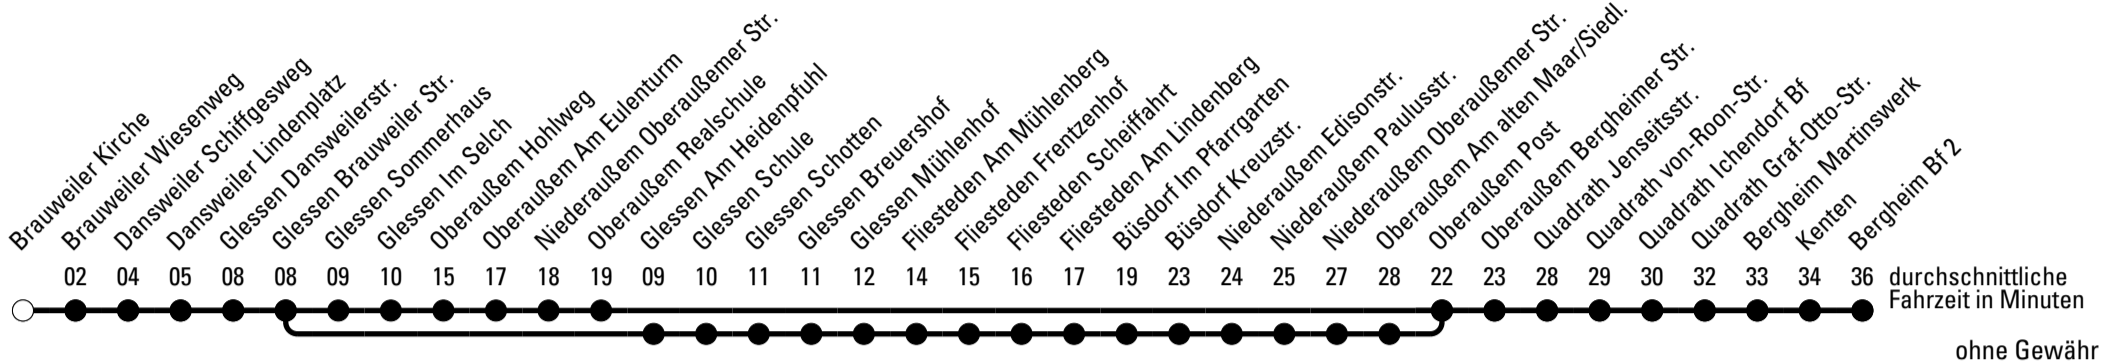 Brauweiler Kirche
Brauweiler Wiesenweg
Dansweiler Schiffgesweg
Dansweiler Lindenplatz
Glessen Dansweilerstr.
Glessen Brauweiler Str.
Glessen Sommerhaus
Glessen Im Selch
Oberaußem Hohlweg
Oberaußem Am Eulenturm
Niederaußem Oberaußemer Str.
Oberaußem Realschule
Glessen Am Heidenpfuhl
Glessen Schule
Glessen Schotten
Glessen Breuershof
Glessen Mühlenhof
Fliesteden Am Mühlenberg
Fliesteden Frentzenhof
Fliesteden Scheiffahrt
Fliesteden Am Lindenberg
Büsdorf Im Pfarrgarten
Büsdorf Kreuzstr.
Niederaußem Edisonstr.
Niederaußem Paulusstr.
Niederaußem Oberaußemer Str.
Oberaußem Am alten Maar/Siedl.
Oberaußem Post
Oberaußem Bergheimer Str.
Quadrath Jenseitsstr.
Quadrath von-Roon-Str.
Quadrath Ichendorf Bf
Quadrath Graf-Otto-Str.
Bergheim Martinswerk
Kenten
Bergheim Bf 2
02 04 05 08 08 09 10 15 17 18 19 09 10 11 11 12 14 15 16 17 19 23 24 25 27 28 22 23 28 29 30 32 33 34 36 durchschnittliche
Fahrzeit in Minuten
ohne Gewähr